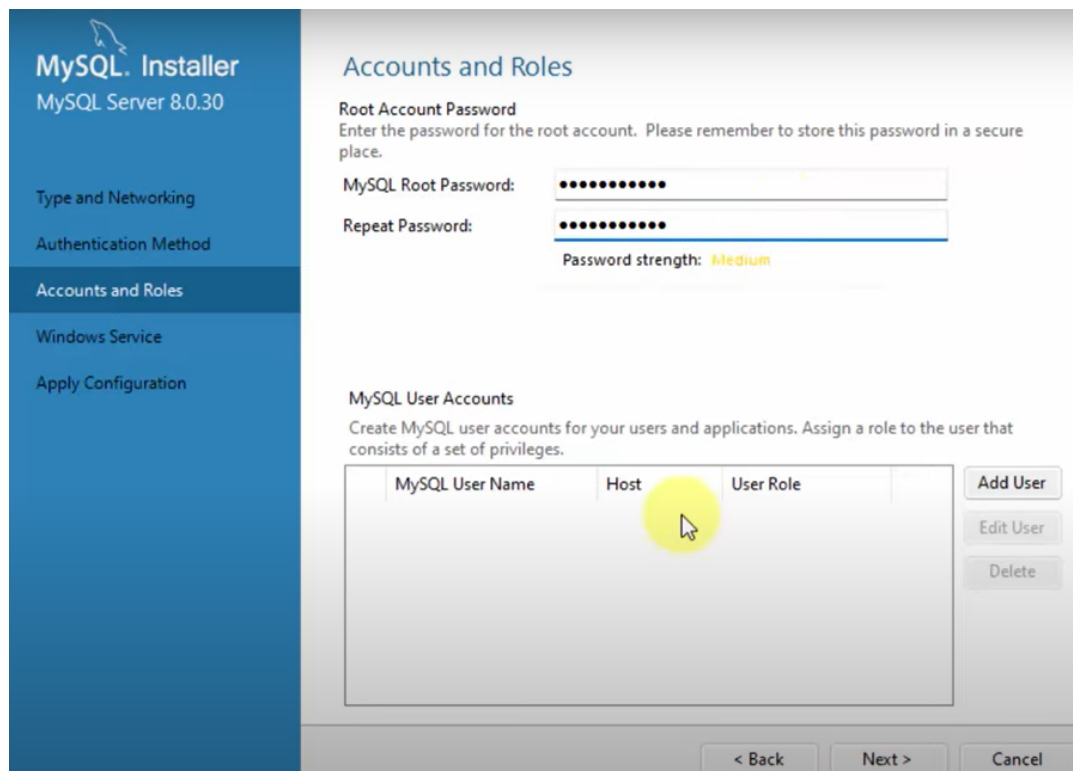 MySQL. Installer
MySQL Server 8.0.30
Type and Networking
Authentication Method
Accounts and Roles
Windows Service
Apply Configuration
Accounts and Roles
Root Account Password
Enter the password for the root account. Please remember to store this password in a secure
place.
MySQL Root Password: ●●●●●●●●●●●
Repeat Password: ●●●●●●●●●●●
Password strength: Medium
MySQL User Accounts
Create MySQL user accounts for your users and applications. Assign a role to the user that
consists of a set of privileges.
MySQL User Name Host User Role
Add User
Edit User
Delete
< Back Next > Cancel